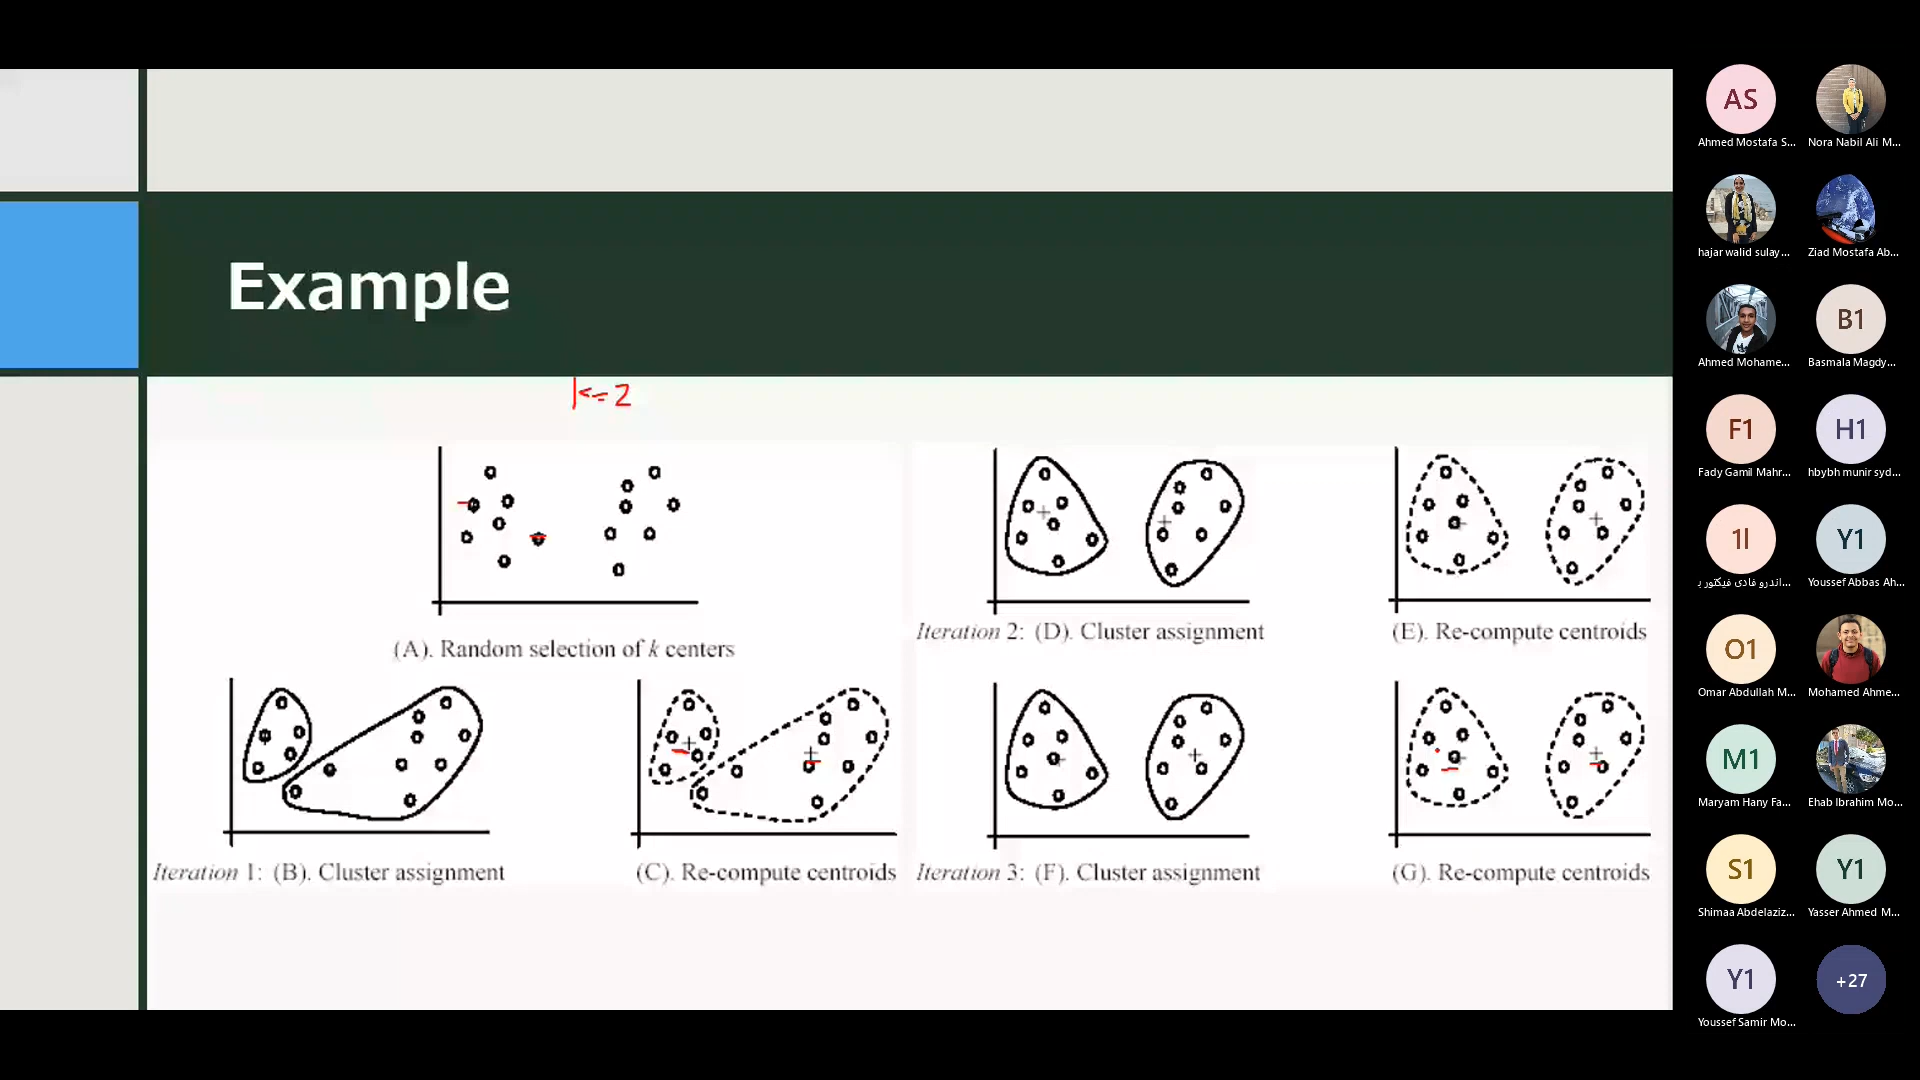 Example
K = 2
(A). Random selection of k centers
Iteration 1: (B). Cluster assignment
(C). Re-compute centroids
Iteration 2: (D). Cluster assignment
(E). Re-compute centroids
Iteration 3: (F). Cluster assignment
(G). Re-compute centroids
AS
Ahmed Mostafa S...
Nora Nabil Ali M...
hajar walid sulay...
Ziad Mostafa Ab...
Ahmed Mohame...
B1
Basmala Magdy...
F1
Fady Gamil Mahr...
H1
hbybh munir syd...
1l
اندرو فادى فيكتور ب...
Y1
Youssef Abbas Ah...
O1
Omar Abdullah M...
Mohamed Ahme...
M1
Maryam Hany Fa...
Ehab Ibrahim Mo...
S1
Shimaa Abdelaziz...
Y1
Yasser Ahmed M...
Y1
Youssef Samir Mo...
+27